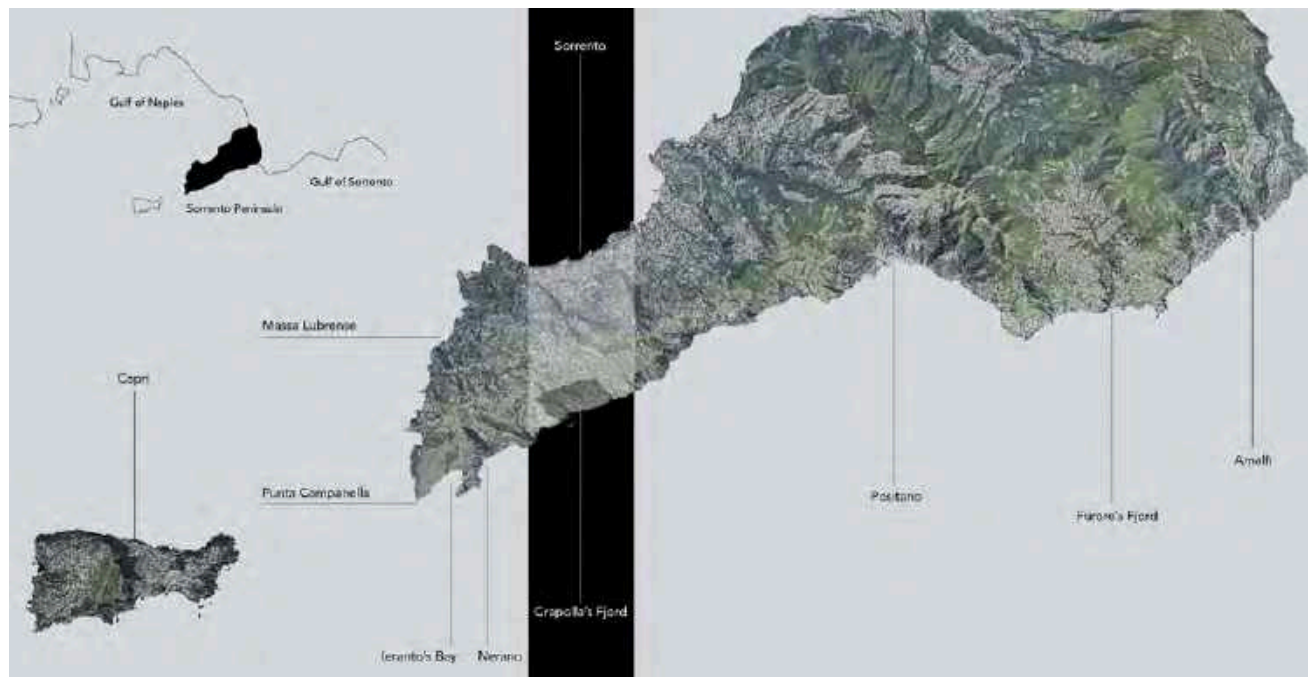 Sorrento
Gulf of Naples
Gulf of Sorrento
Sorrento Peninsula
Massa Lubrense
Capri
Amalfi
Punta Campanella
Positano
Furore's Fjord
Crapolla's Fjord
Ieranto's Bay
Nerano